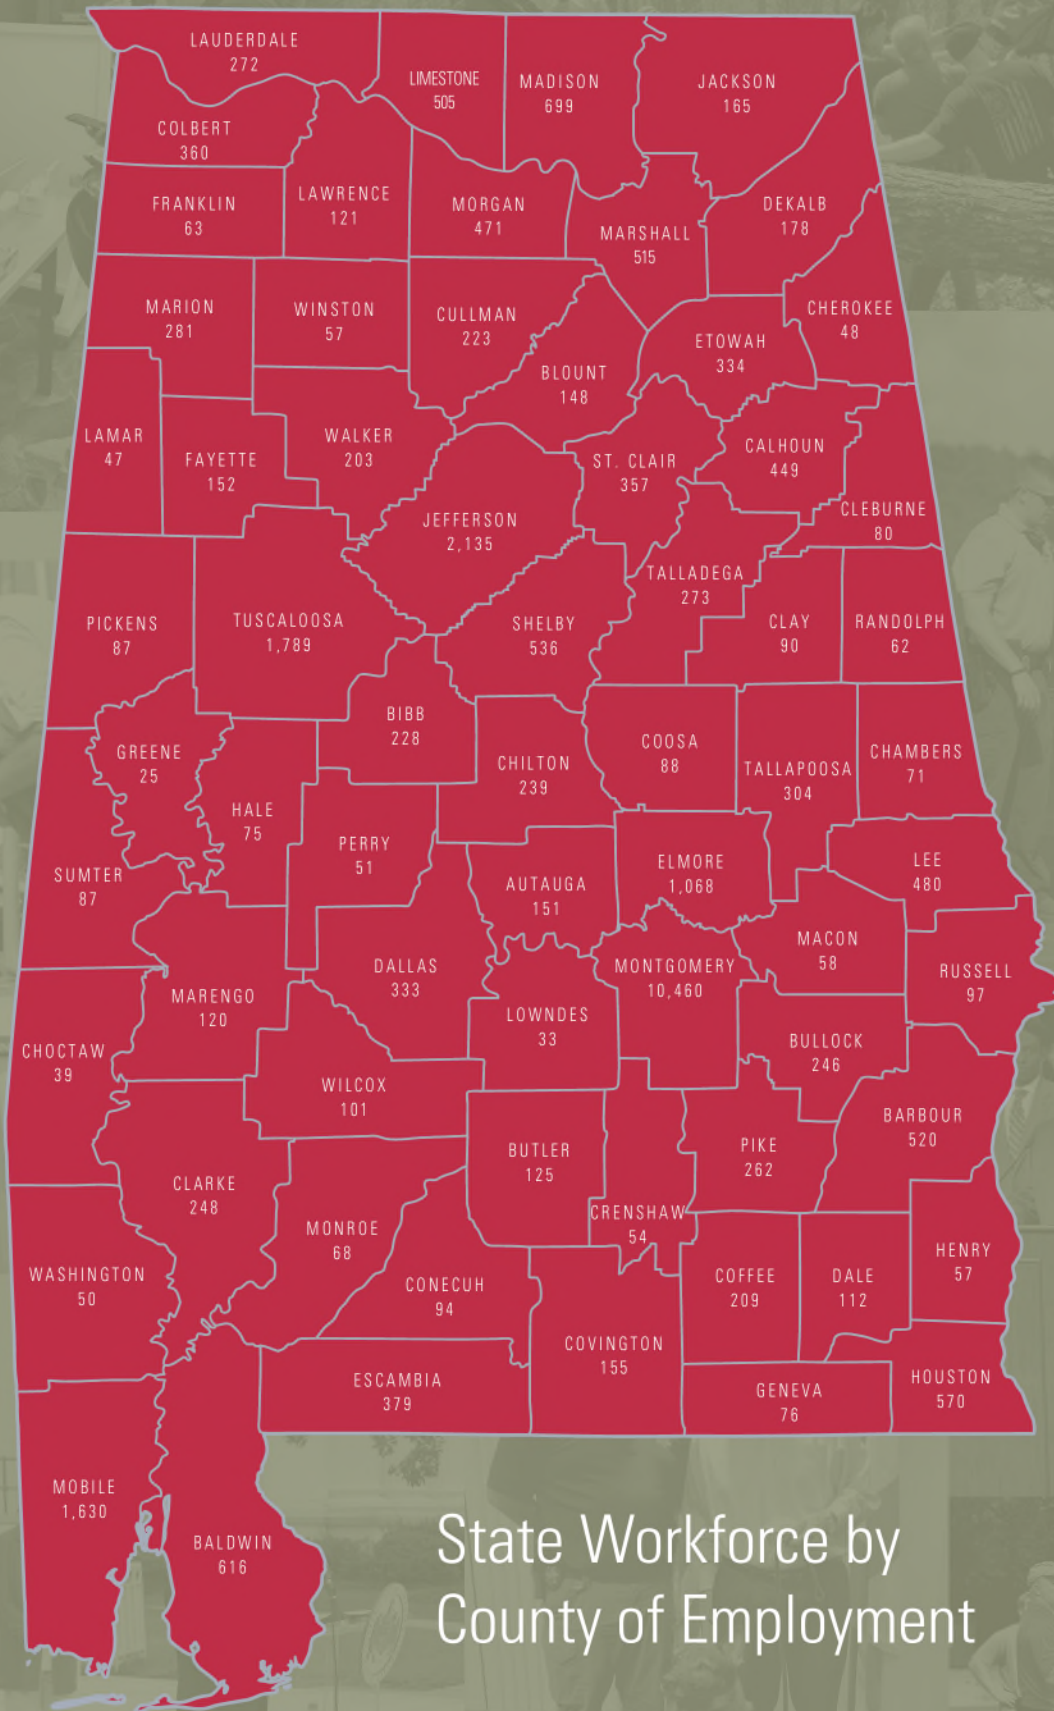 LAUDERDALE
272
LIMESTONE
505
MADISON
699
JACKSON
165
COLBERT
360
FRANKLIN
63
LAWRENCE
121
MORGAN
471
MARSHALL
515
DEKALB
178
MARION
281
WINSTON
57
CULLMAN
223
BLOUNT
148
ETOWAH
334
CHEROKEE
48
LAMAR
47
FAYETTE
152
WALKER
203
JEFFERSON
2,135
ST. CLAIR
357
CALHOUN
449
CLEBURNE
80
PICKENS
87
TUSCALOOSA
1,789
SHELBY
536
TALLADEGA
273
CLAY
90
RANDOLPH
62
GREENE
25
HALE
75
BIBB
228
CHILTON
239
COOSA
88
TALLAPOOSA
304
CHAMBERS
71
SUMTER
87
PERRY
51
AUTAUGA
151
ELMORE
1,068
LEE
480
MARENGO
120
DALLAS
333
LOWNDES
33
MONTGOMERY
10,460
MACON
58
RUSSELL
97
CHOCTAW
39
WILCOX
101
BULLOCK
246
BARBOUR
520
CLARKE
248
MONROE
68
BUTLER
125
CRENSHAW
54
PIKE
262
WASHINGTON
50
CONECUH
94
COVINGTON
155
COFFEE
209
DALE
112
HENRY
57
ESCAMBIA
379
GENEVA
76
HOUSTON
570
MOBILE
1,630
BALDWIN
616
State Workforce by
County of Employment